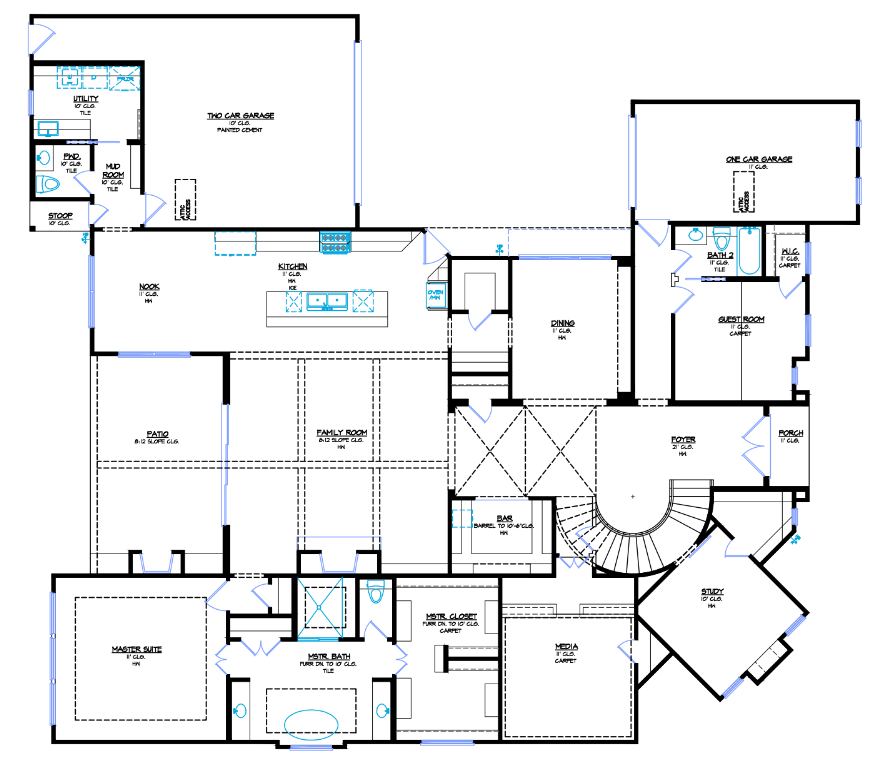 TWO CAR GARAGE
10' CLG.
PAINTED CEMENT
UTILITY
10' CLG.
TILE
PWD.
10' CLG.
TILE
MUD
ROOM
10' CLG.
TILE
STOOP
10' CLG.
ATTIC
ACCESS
ONE CAR GARAGE
11' CLG.
ATTIC
ACCESS
BATH 2
11' CLG.
TILE
W.I.C.
11' CLG.
CARPET
KITCHEN
11' CLG.
HW
ICE
NOOK
11' CLG.
HW
OVEN
DINING
11' CLG.
HW
GUEST ROOM
11' CLG.
CARPET
PATIO
8:12 SLOPE CLG.
FAMILY ROOM
8:12 SLOPE CLG.
HW
FOYER
21' CLG.
HW
PORCH
11' CLG.
BAR
BARREL TO 10'-6" CLG.
HW
STUDY
10' CLG.
HW
MASTER SUITE
11' CLG.
HW
MSTR. BATH
FURR DN. TO 10' CLG.
TILE
MSTR. CLOSET
FURR DN. TO 10' CLG.
CARPET
MEDIA
11' CLG.
CARPET